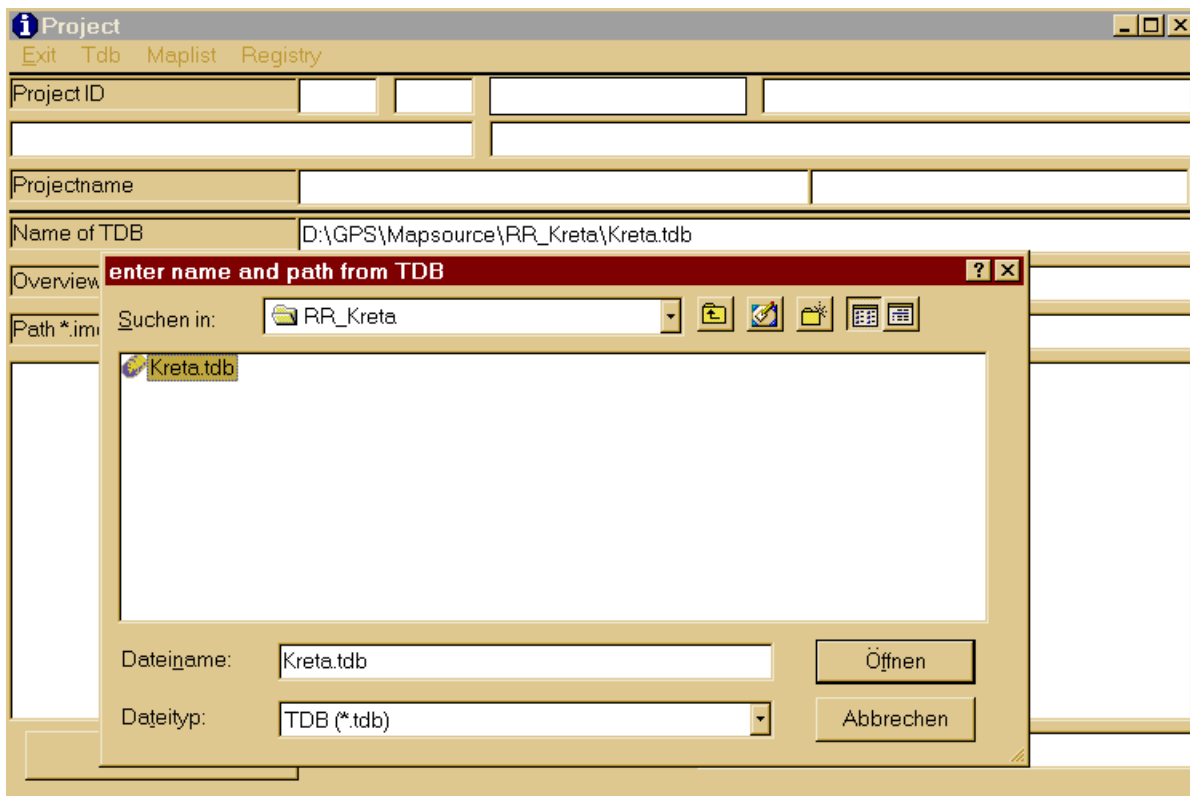 Project
Exit Tdb Maplist Registry
Project ID
Projectname
Name of TDB D:\GPS\Mapsource\RR_Kreta\Kreta.tdb
Overview
enter name and path from TDB
Path *.im
Suchen in: RR_Kreta
Kreta.tdb
Dateiname: Kreta.tdb Öffnen
Dateityp: TDB (*.tdb) Abbrechen